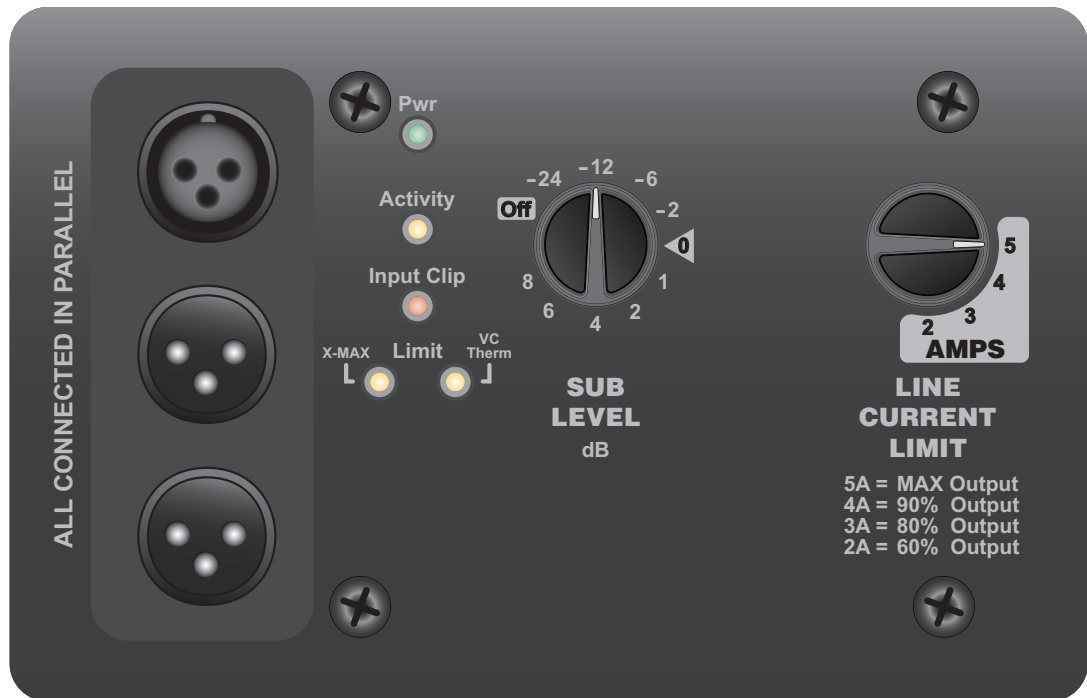 ALL CONNECTED IN PARALLEL
Pwr
Activity
Input Clip
X-MAX
Limit
VC
Therm
Off
-24
-12
-6
-2
0
1
2
4
6
8
SUB
LEVEL
dB
5
4
3
2
AMPS
LINE
CURRENT
LIMIT
5A = MAX Output
4A = 90% Output
3A = 80% Output
2A = 60% Output